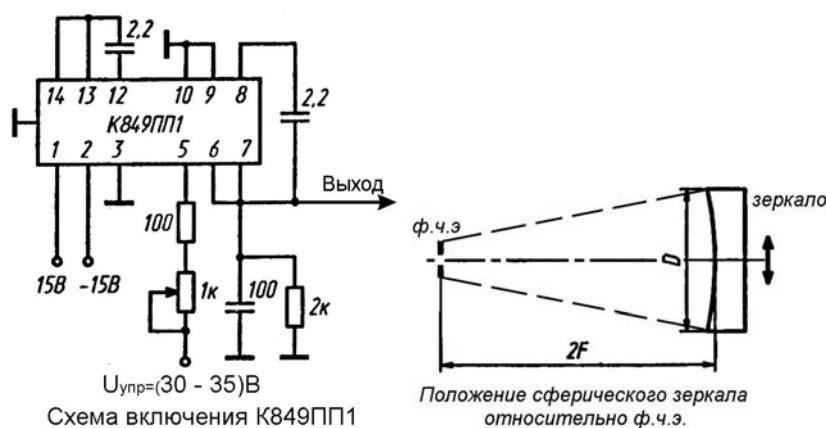 2,2
14 13 12 10 9 8
2,2
К849ПП1
1 2 3 5 6 7
Выход
100
15В -15В
1к
100
2к
Uупр=(30 - 35)В
Схема включения К849ПП1
зеркало
ф.ч.э
D
2F
Положение сферического зеркала
относительно ф.ч.э.